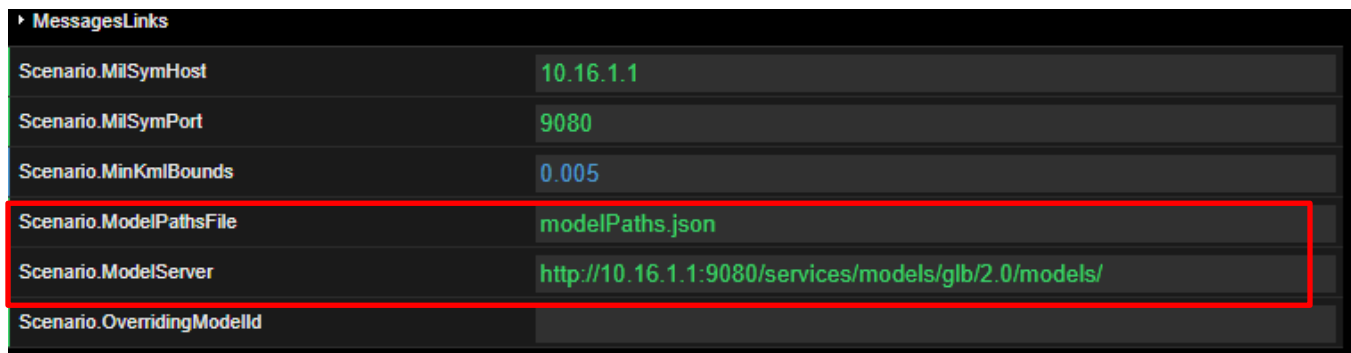 MessagesLinks
Scenario.MilSymHost 10.16.1.1
Scenario.MilSymPort 9080
Scenario.MinKmlBounds 0.005
Scenario.ModelPathsFile modelPaths.json
Scenario.ModelServer http://10.16.1.1:9080/services/models/glb/2.0/models/
Scenario.OverridingModelId